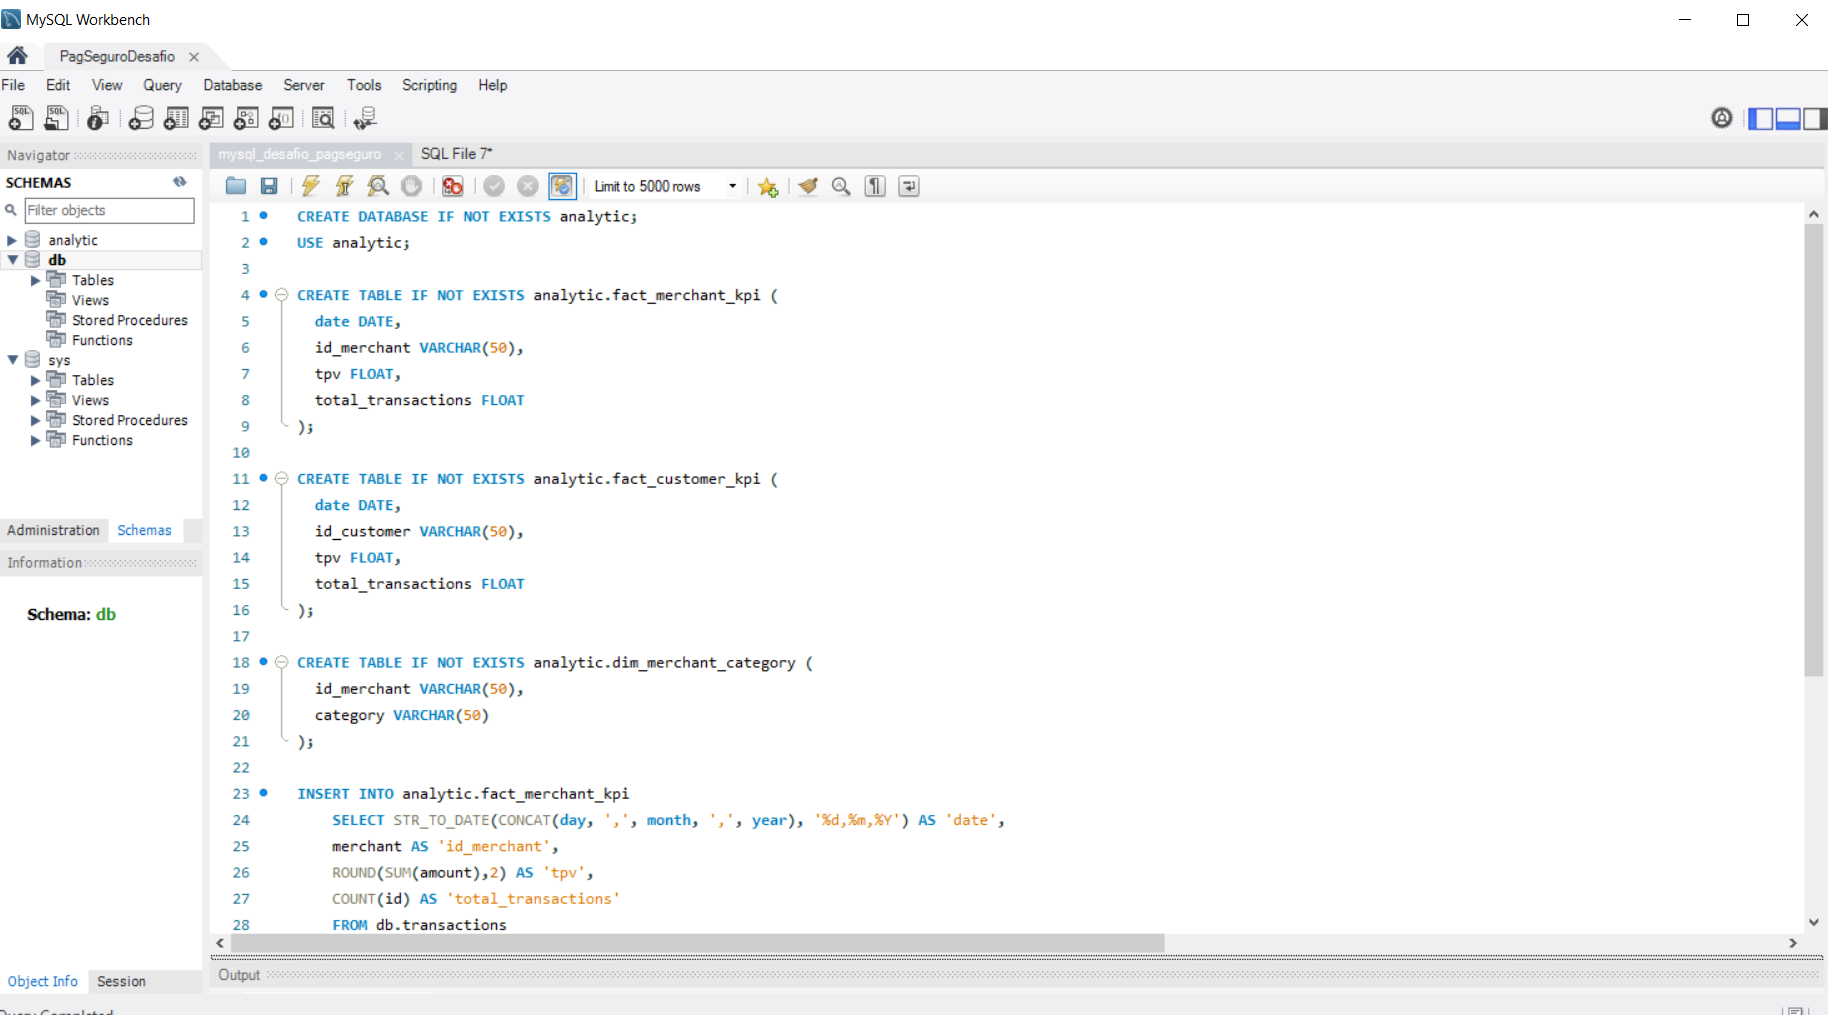 MySQL Workbench
PagSeguroDesafio
File Edit View Query Database Server Tools Scripting Help
Navigator
mysql_desafio_pagseguro
SQL File 7*
SCHEMAS
Filter objects
analytic
db
Tables
Views
Stored Procedures
Functions
sys
Tables
Views
Stored Procedures
Functions
Administration Schemas
Information
Schema: db
Object Info Session
Limit to 5000 rows
1 CREATE DATABASE IF NOT EXISTS analytic;
2 USE analytic;
3
4 CREATE TABLE IF NOT EXISTS analytic.fact_merchant_kpi (
5 date DATE,
6 id_merchant VARCHAR(50),
7 tpv FLOAT,
8 total_transactions FLOAT
9 );
10
11 CREATE TABLE IF NOT EXISTS analytic.fact_customer_kpi (
12 date DATE,
13 id_customer VARCHAR(50),
14 tpv FLOAT,
15 total_transactions FLOAT
16 );
17
18 CREATE TABLE IF NOT EXISTS analytic.dim_merchant_category (
19 id_merchant VARCHAR(50),
20 category VARCHAR(50)
21 );
22
23 INSERT INTO analytic.fact_merchant_kpi
24 SELECT STR_TO_DATE(CONCAT(day, ',', month, ',', year), '%d,%m,%Y') AS 'date',
25 merchant AS 'id_merchant',
26 ROUND(SUM(amount),2) AS 'tpv',
27 COUNT(id) AS 'total_transactions'
28 FROM db.transactions
Output
Query Completed